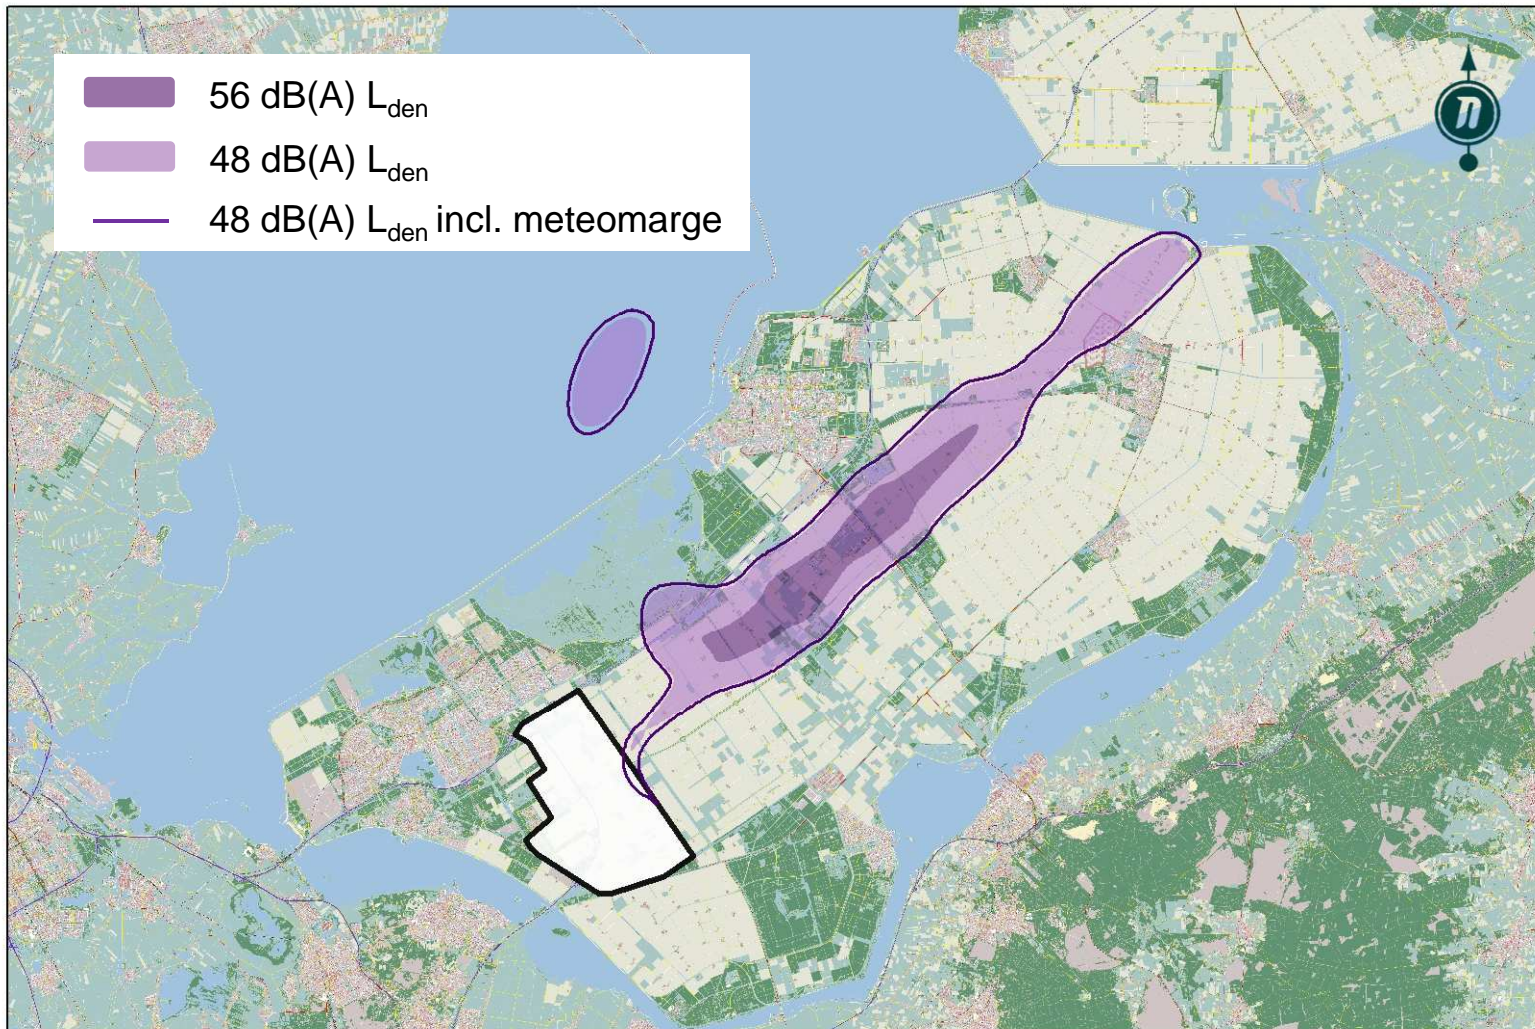 56 dB(A) Lden
48 dB(A) Lden
48 dB(A) Lden incl. meteomarge
n